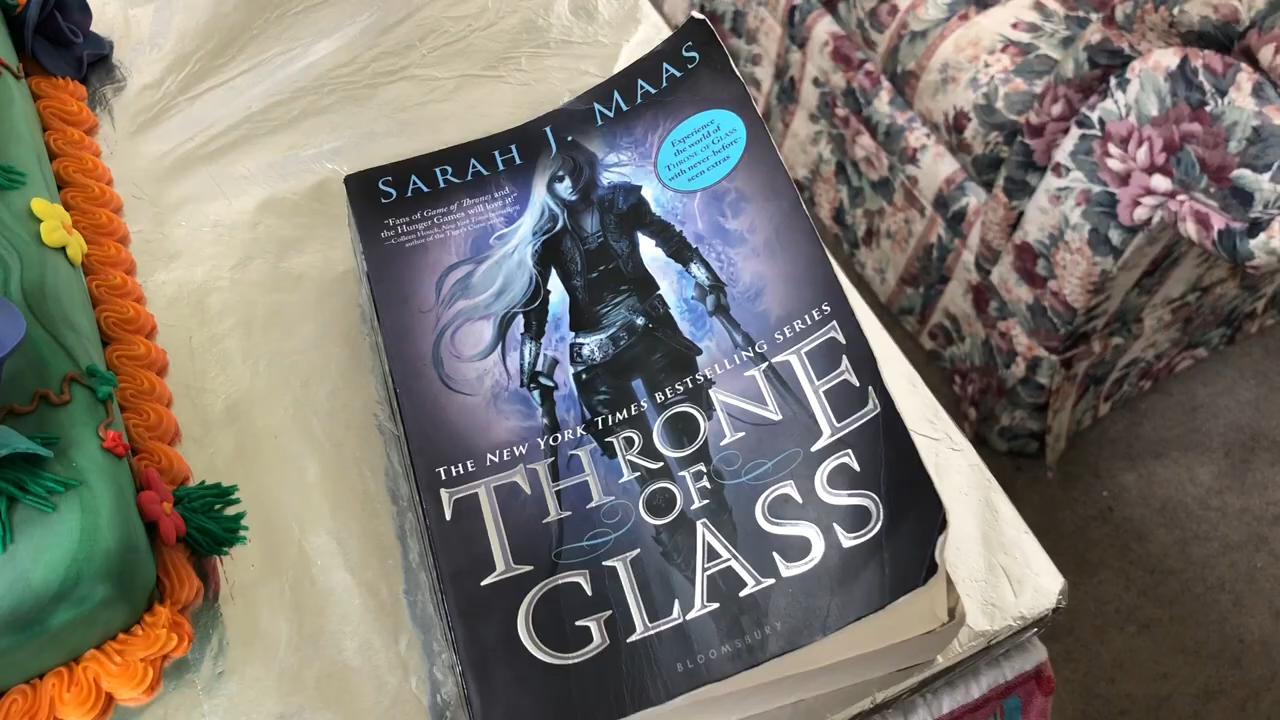 SARAH J. MAAS
Experience
the world of
THRONE OF GLASS
with never-before-
seen extras
"Fans of Game of Thrones and
the Hunger Games will love it!"
—Colleen Houck, New York Times bestselling
author of the Tiger's Curse series
THE NEW YORK TIMES BESTSELLING SERIES
THRONE
OF
GLASS
BLOOMSBURY